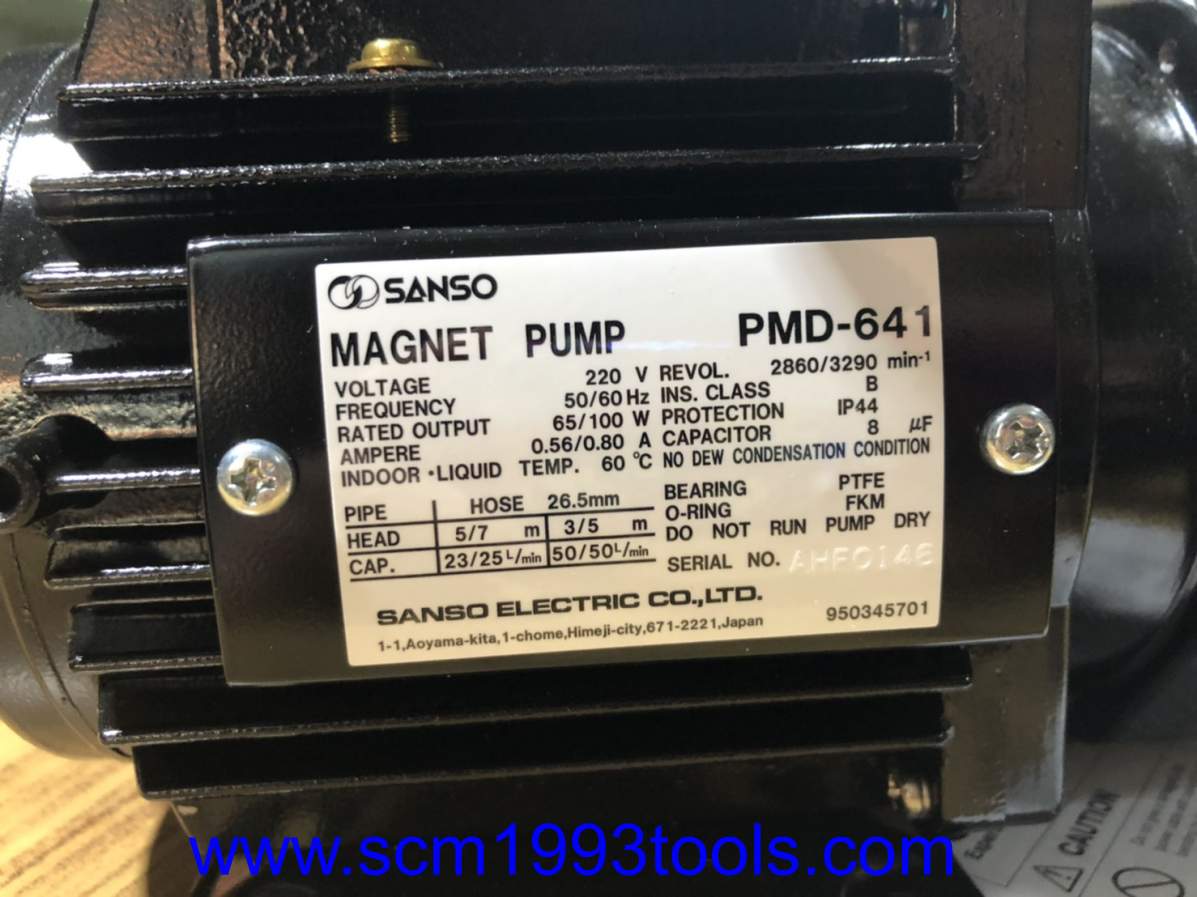 SANSO
MAGNET PUMP PMD-641
VOLTAGE 220 V REVOL. 2860/3290 min-1
FREQUENCY 50/60 Hz INS. CLASS B
RATED OUTPUT 65/100 W PROTECTION IP44
AMPERE 0.56/0.80 A CAPACITOR 8 µF
INDOOR・LIQUID TEMP. 60 ℃ NO DEW CONDENSATION CONDITION
PIPE HOSE 26.5mm BEARING PTFE
O-RING FKM
HEAD 5/7 m 3/5 m DO NOT RUN PUMP DRY
CAP. 23/25L/min 50/50L/min SERIAL NO.
SANSO ELECTRIC CO.,LTD.
1-1,Aoyama-kita,1-chome,Himeji-city,671-2221,Japan 950345701
CAUTION
www.scm1993tools.com